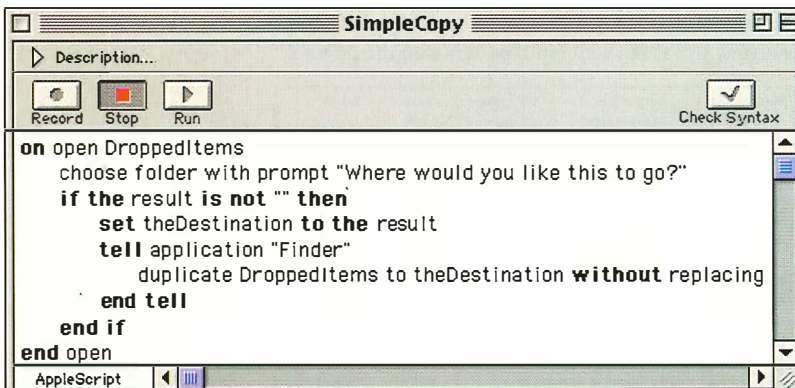 SimpleCopy
Description...
Record Stop Run Check Syntax
on open DroppedItems
choose folder with prompt "Where would you like this to go?"
if the result is not "" then
set theDestination to the result
tell application "Finder"
duplicate DroppedItems to theDestination without replacing
end tell
end if
end open
AppleScript